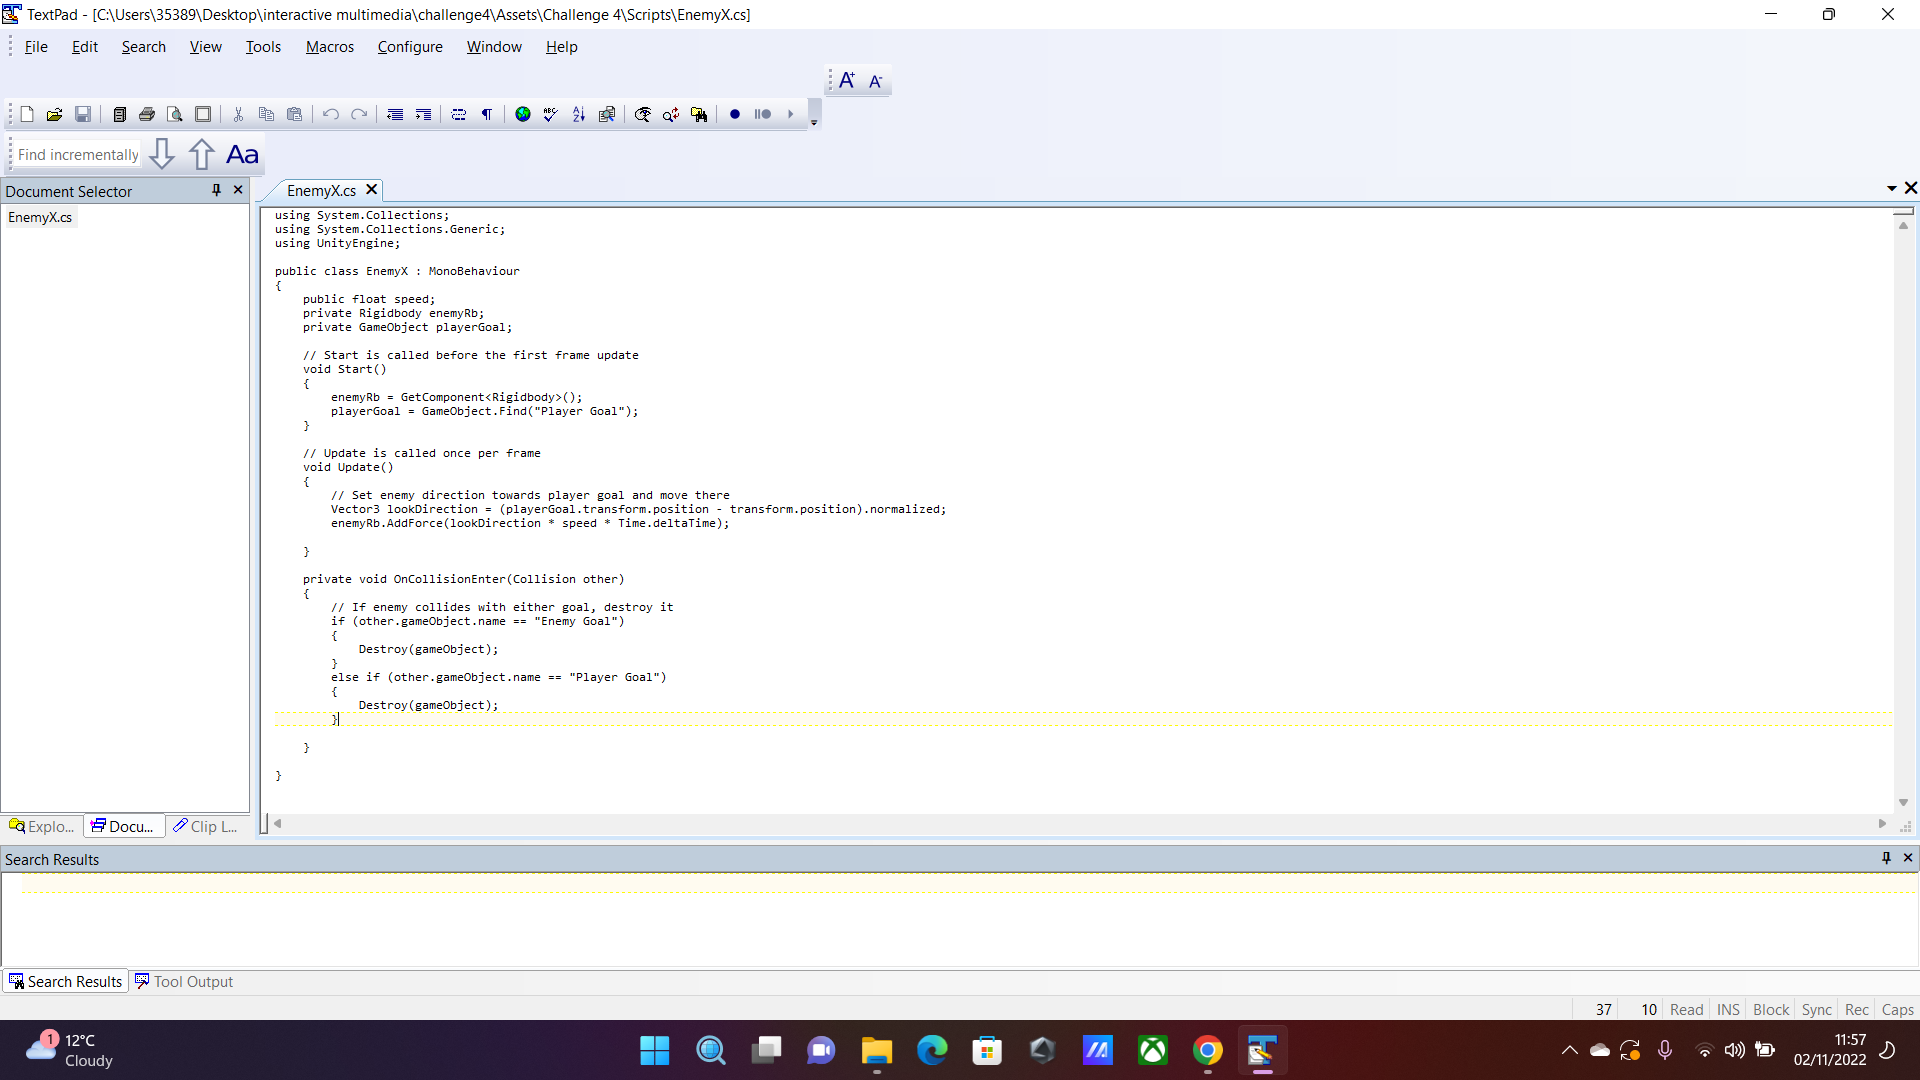 TextPad - [C:\Users\35389\Desktop\interactive multimedia\challenge4\Assets\Challenge 4\Scripts\EnemyX.cs]
File Edit Search View Tools Macros Configure Window Help
A+ A-
Find incrementally Aa
Document Selector
EnemyX.cs
EnemyX.cs
using System.Collections;
using System.Collections.Generic;
using UnityEngine;
public class EnemyX : MonoBehaviour
{
    public float speed;
    private Rigidbody enemyRb;
    private GameObject playerGoal;
    // Start is called before the first frame update
    void Start()
    {
        enemyRb = GetComponent<Rigidbody>();
        playerGoal = GameObject.Find("Player Goal");
    }
    // Update is called once per frame
    void Update()
    {
        // Set enemy direction towards player goal and move there
        Vector3 lookDirection = (playerGoal.transform.position - transform.position).normalized;
        enemyRb.AddForce(lookDirection * speed * Time.deltaTime);
    }
    private void OnCollisionEnter(Collision other)
    {
        // If enemy collides with either goal, destroy it
        if (other.gameObject.name == "Enemy Goal")
        {
            Destroy(gameObject);
        }
        else if (other.gameObject.name == "Player Goal")
        {
            Destroy(gameObject);
        }
    }
}
Explo... Docu... Clip L...
Search Results
Search Results Tool Output
37 10 Read INS Block Sync Rec Caps
1 12°C
Cloudy
11:57
02/11/2022